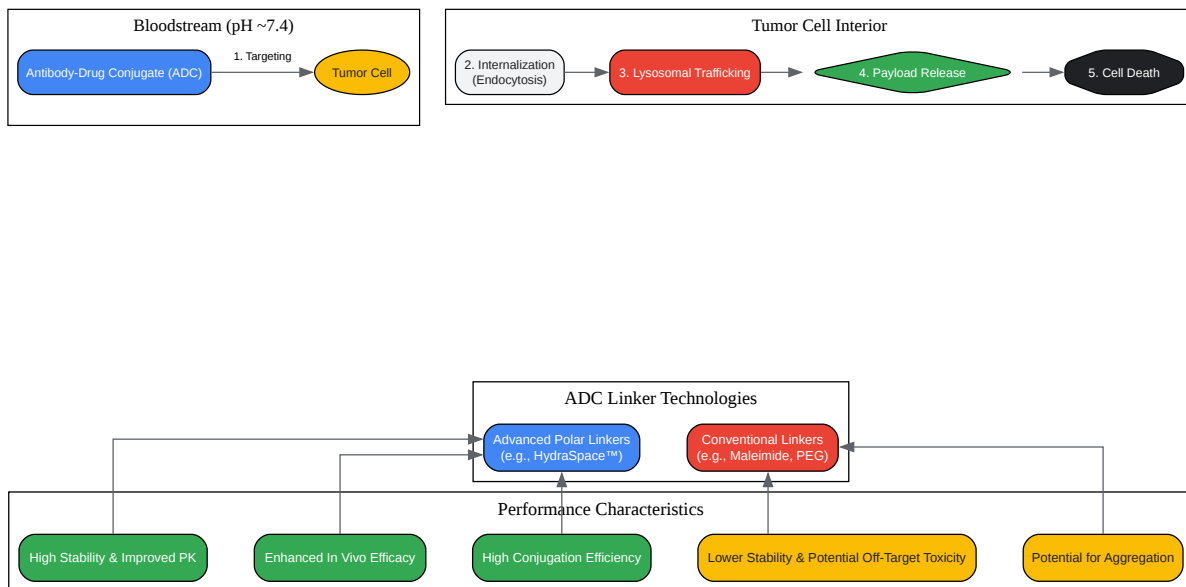 Bloodstream (pH ~7.4)
Antibody-Drug Conjugate (ADC)
1. Targeting
Tumor Cell
Tumor Cell Interior
2. Internalization
(Endocytosis)
3. Lysosomal Trafficking
4. Payload Release
5. Cell Death
ADC Linker Technologies
Advanced Polar Linkers
(e.g., HydraSpace™)
Conventional Linkers
(e.g., Maleimide, PEG)
Performance Characteristics
High Stability & Improved PK
Enhanced In Vivo Efficacy
High Conjugation Efficiency
Lower Stability & Potential Off-Target Toxicity
Potential for Aggregation